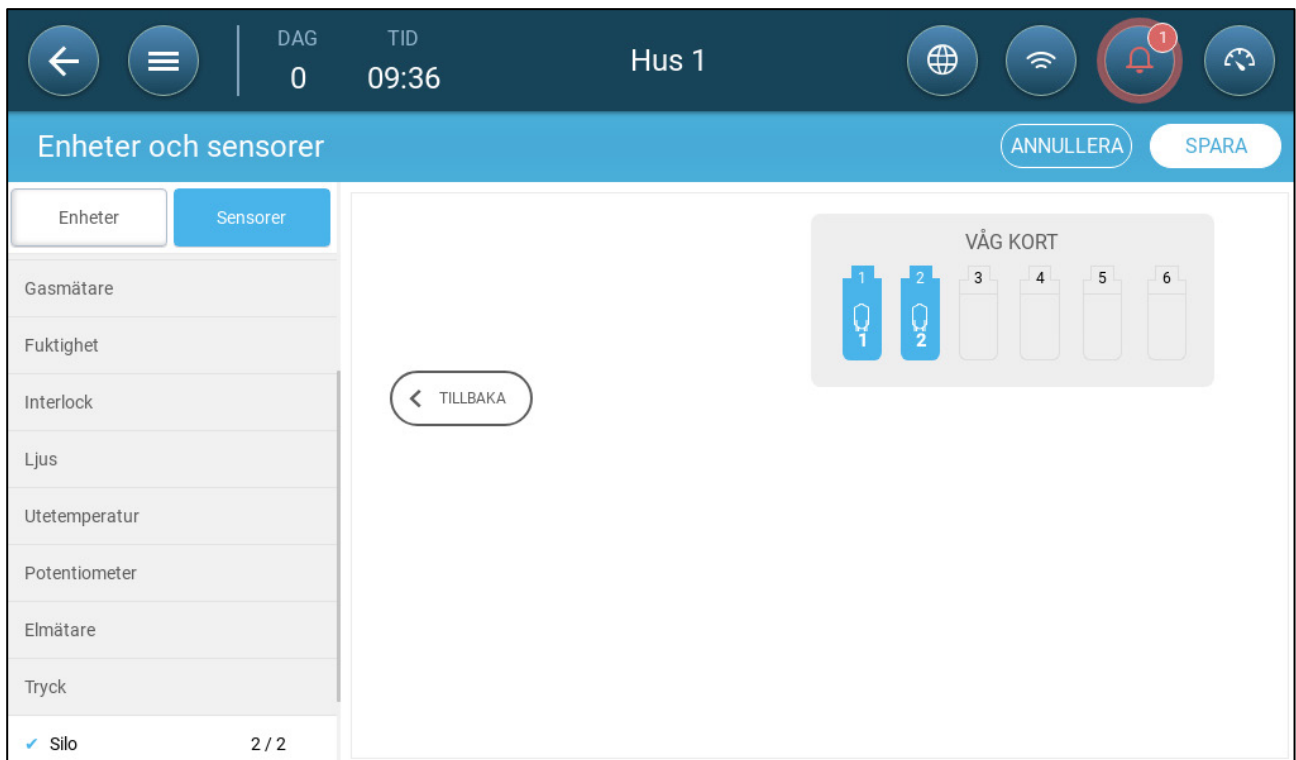 DAG TID
0 09:36 Hus 1 1
Enheter och sensorer ANNULLERA SPARA
Enheter Sensorer
VÅG KORT
1 2 3 4 5 6
1 2
Gasmätare
Fuktighet
Interlock
TILLBAKA
Ljus
Utetemperatur
Potentiometer
Elmätare
Tryck
Silo 2 / 2